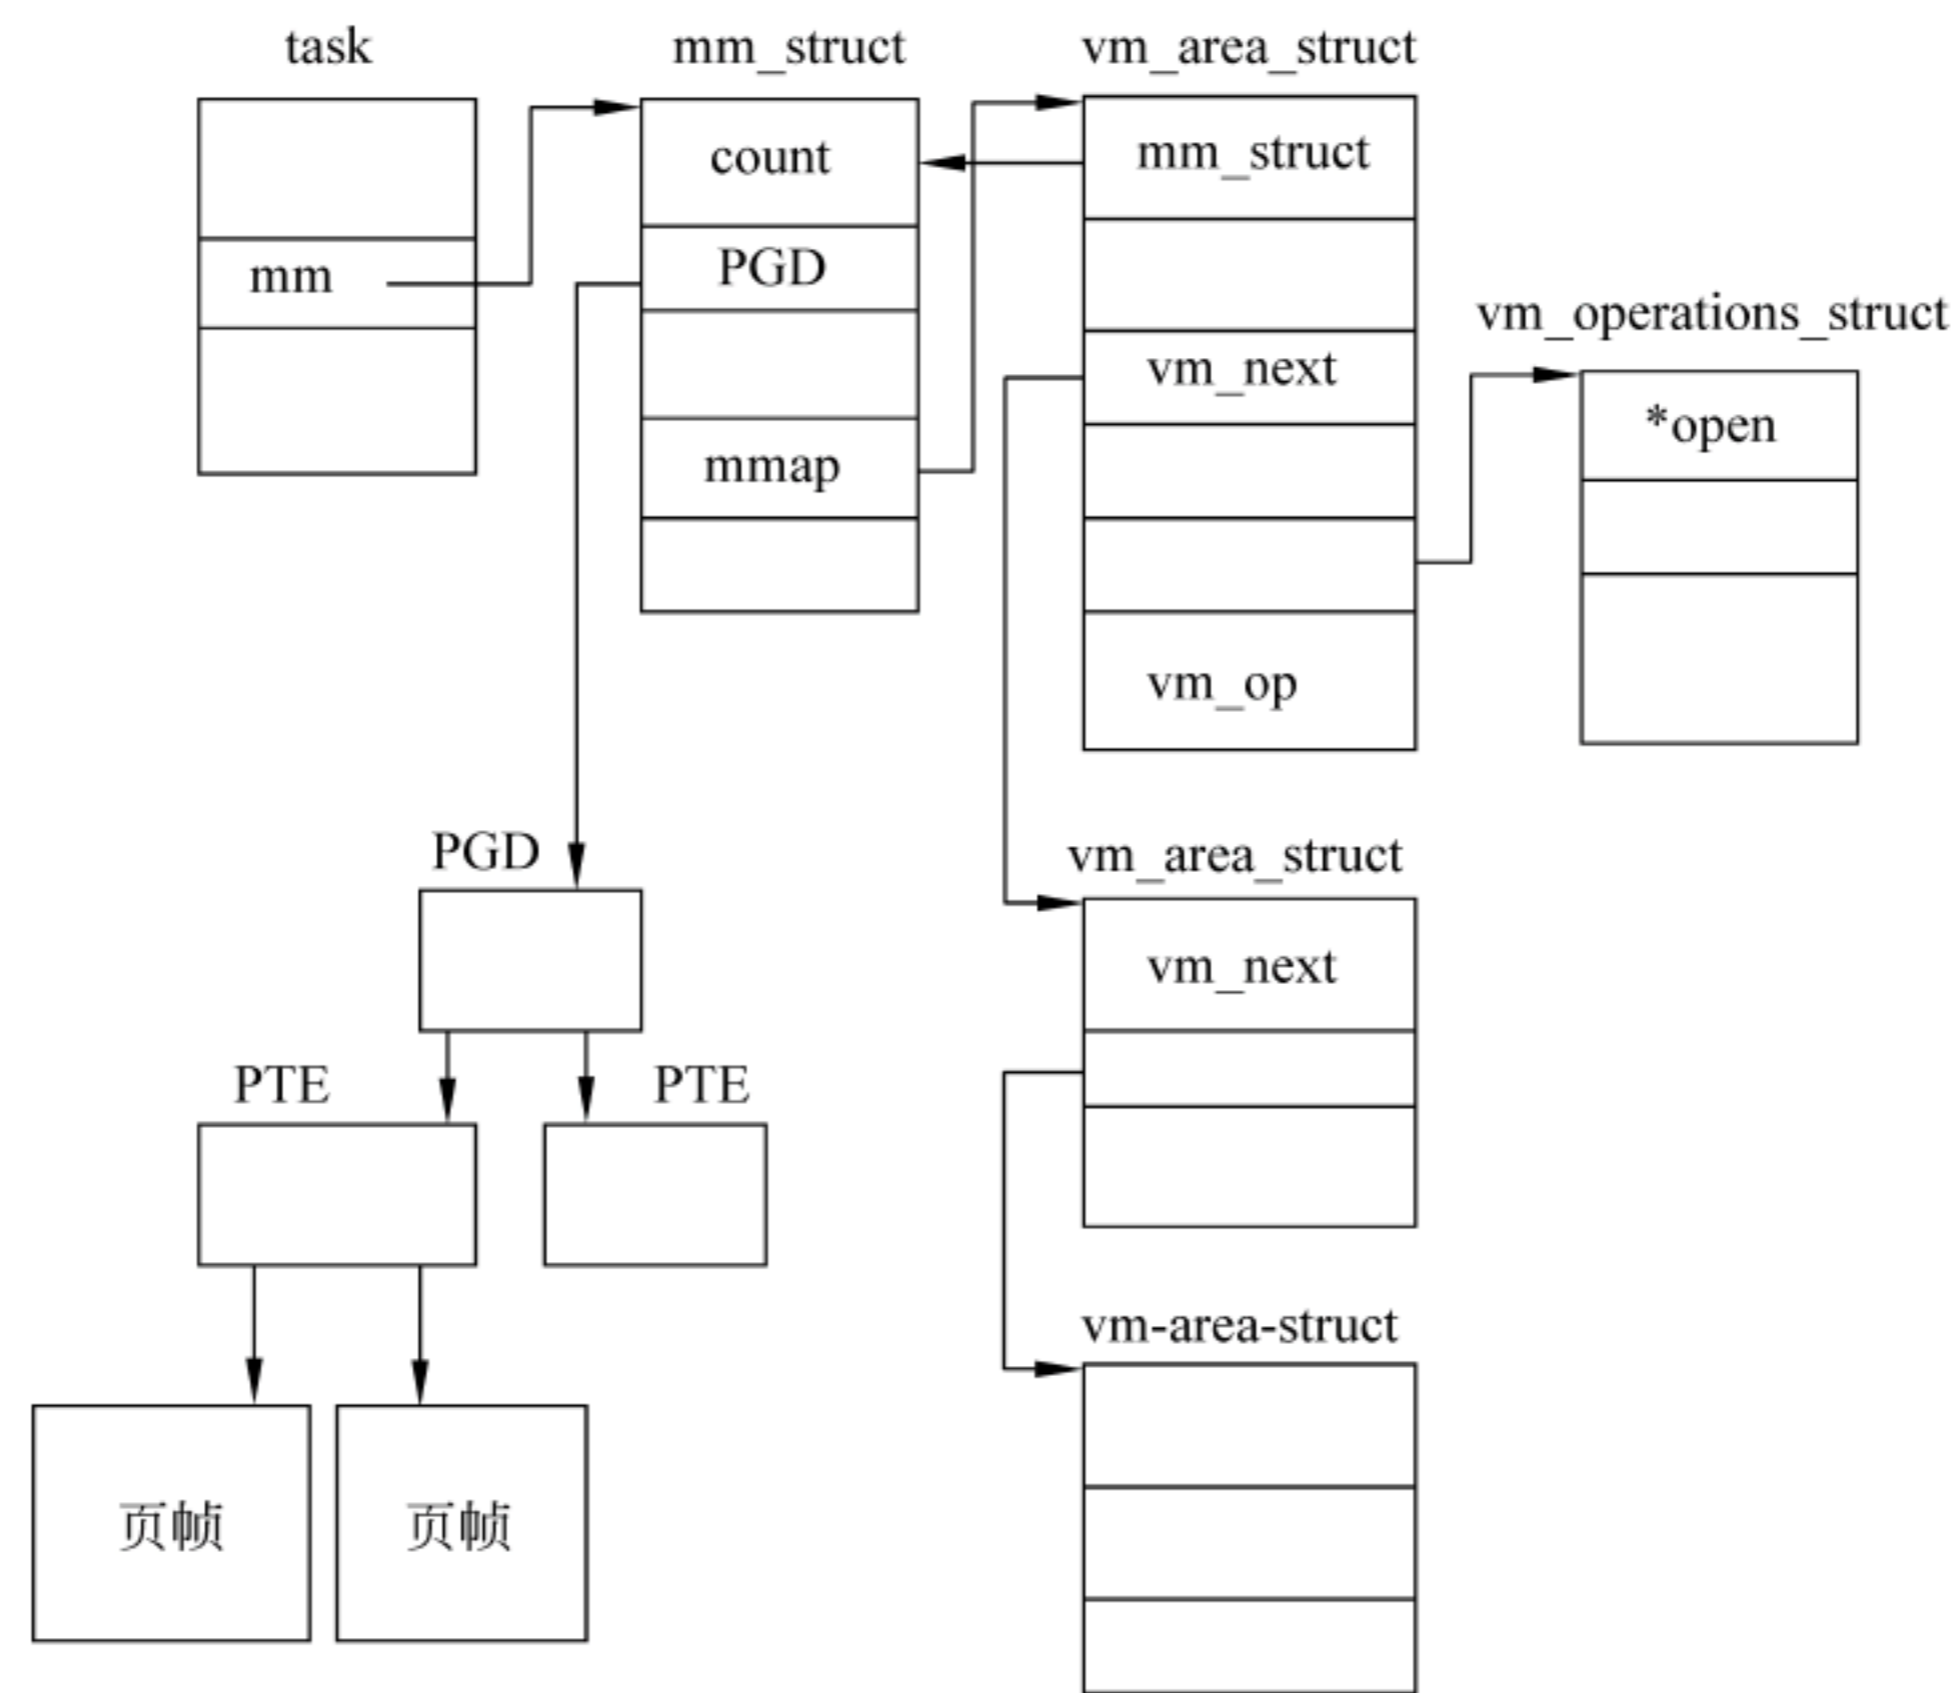 task
mm
mm_struct
count
PGD
mmap
vm_area_struct
mm_struct
vm_next
vm_op
vm_operations_struct
*open
PGD
PTE
PTE
页帧
页帧
vm_area_struct
vm_next
vm-area-struct